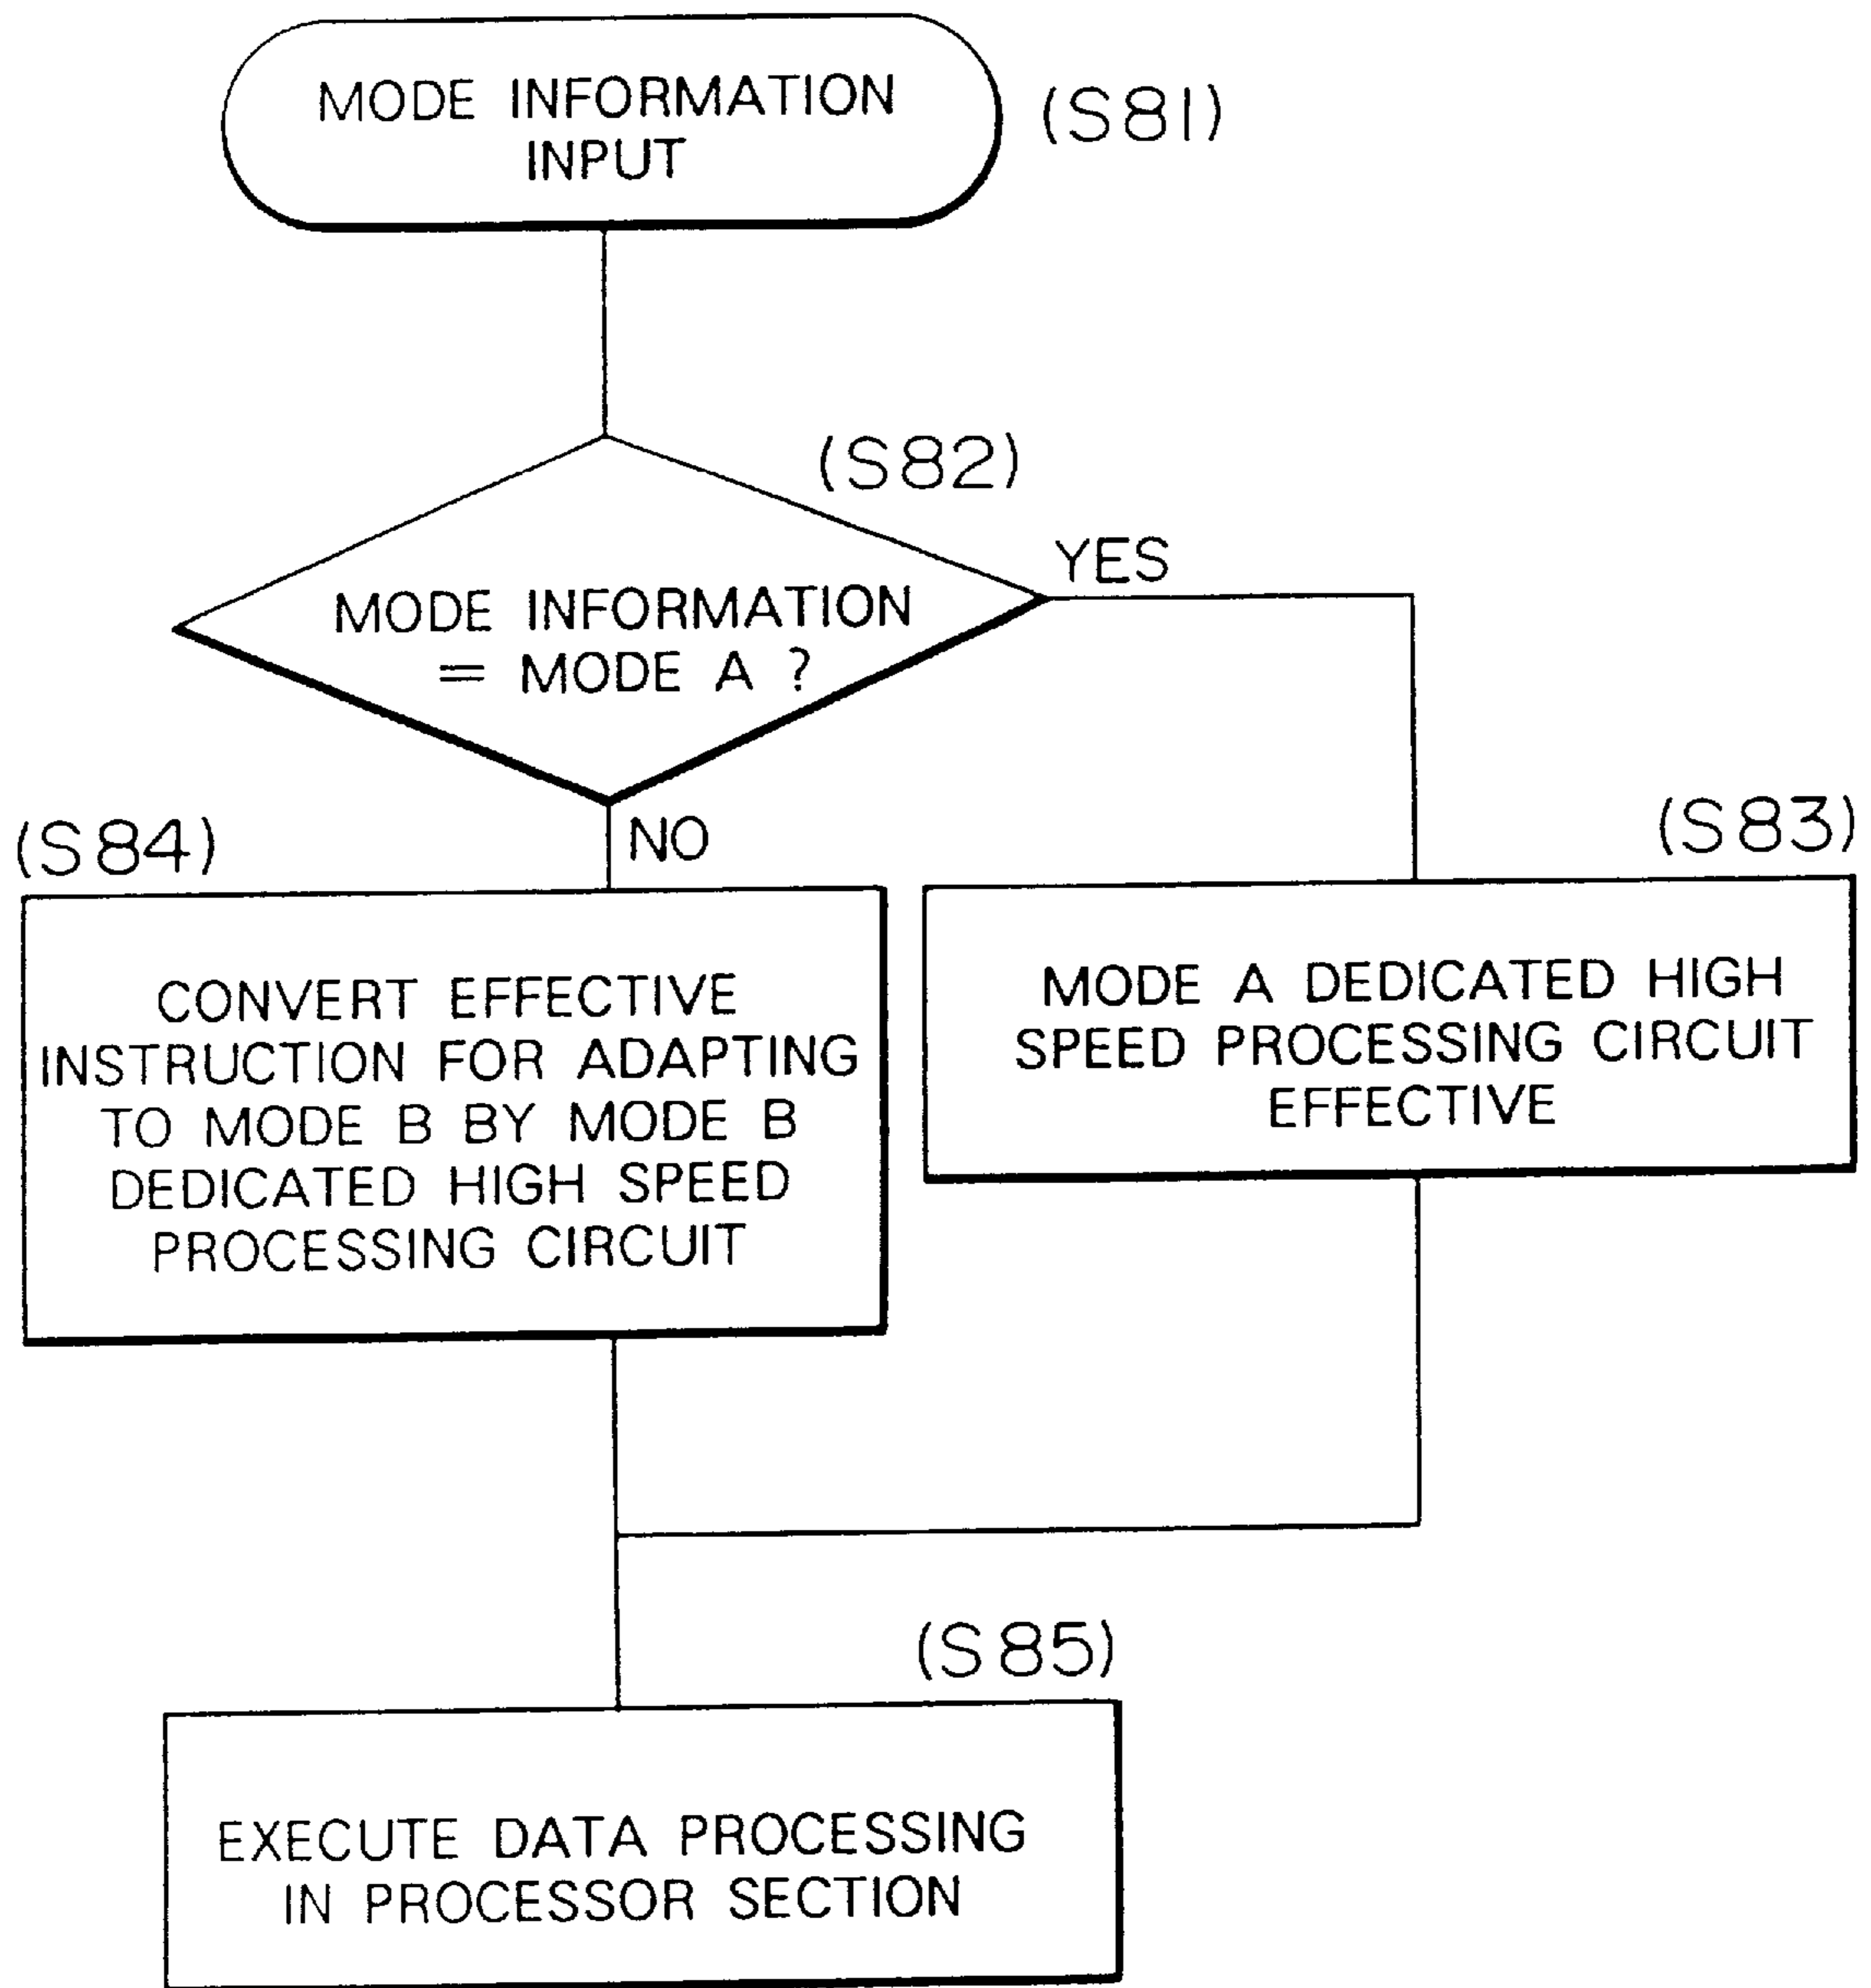 MODE INFORMATION
INPUT
(S81)
(S82)
YES
MODE INFORMATION
= MODE A ?
NO
(S84)
(S83)
CONVERT EFFECTIVE
INSTRUCTION FOR ADAPTING
TO MODE B BY MODE B
DEDICATED HIGH SPEED
PROCESSING CIRCUIT
MODE A DEDICATED HIGH
SPEED PROCESSING CIRCUIT
EFFECTIVE
(S85)
EXECUTE DATA PROCESSING
IN PROCESSOR SECTION